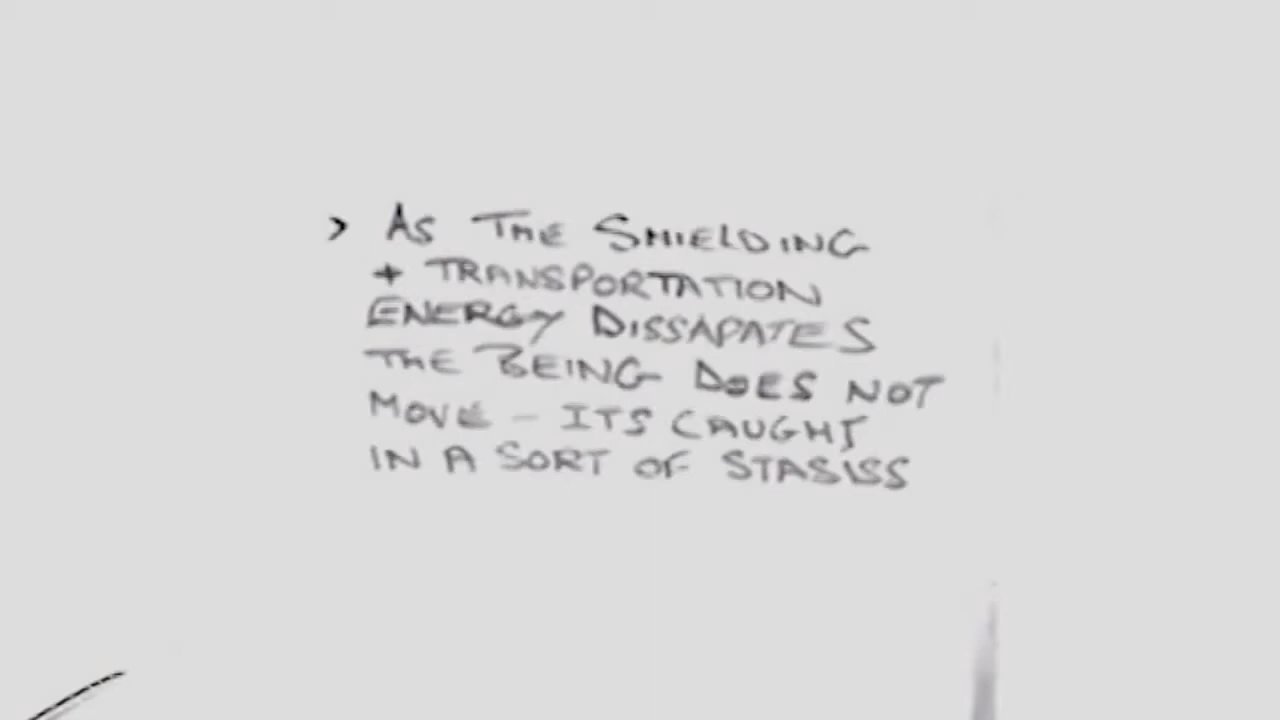 > As THE SHIELDING
+ TRANSPORTATION
ENERGY DISSAPATES
THE BEING DOES NOT
MOVE - ITS CAUGHT
IN A SORT OF STASISS